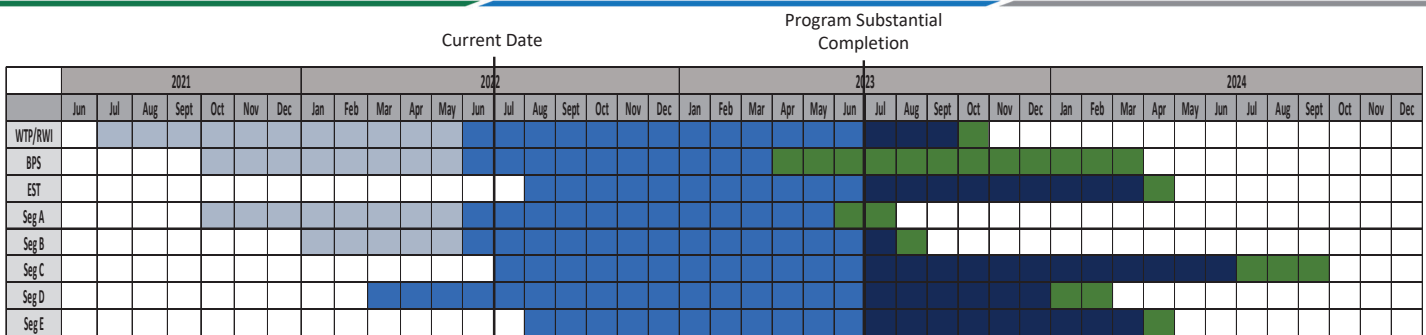 Program Substantial
Completion
Current Date
2021 2022 2023 2024
Jun Jul Aug Sept Oct Nov Dec Jan Feb Mar Apr May Jun Jul Aug Sept Oct Nov Dec Jan Feb Mar Apr May Jun Jul Aug Sept Oct Nov Dec Jan Feb Mar Apr May Jun Jul Aug Sept Oct Nov Dec
WTP/RWI
BPS
EST
Seg A
Seg B
Seg C
Seg D
Seg E